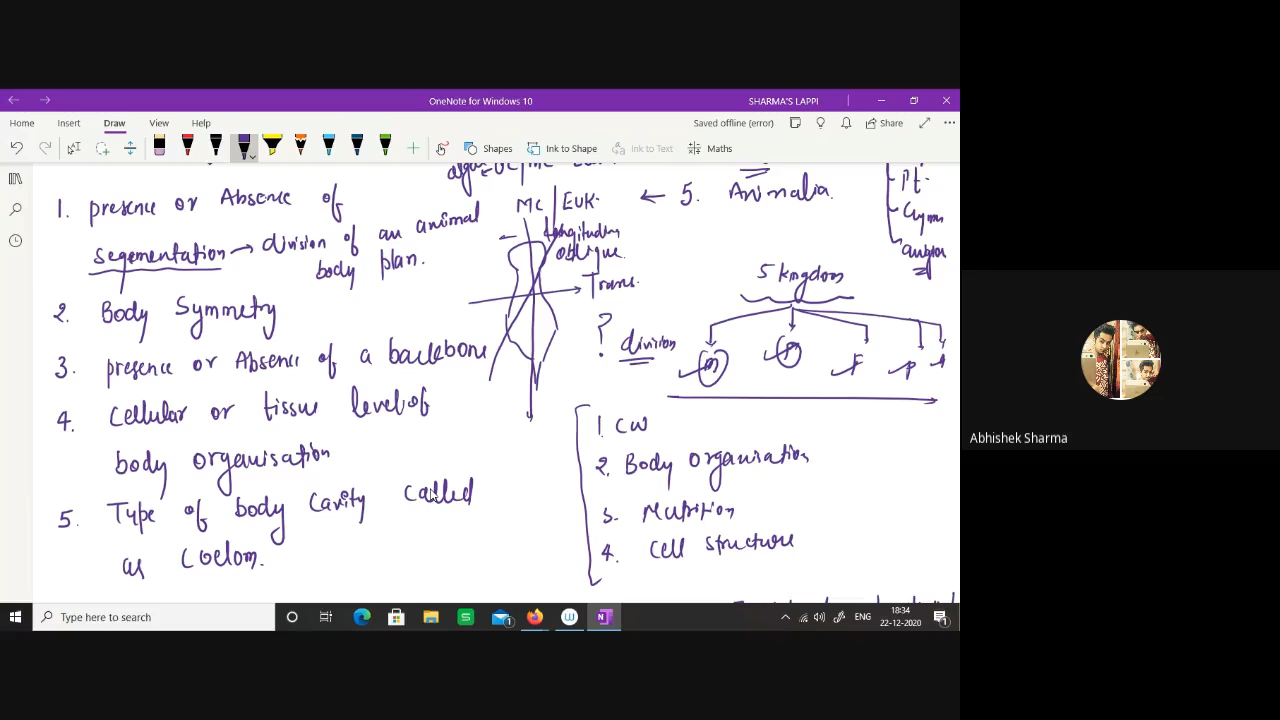 OneNote for Windows 10
SHARMA'S LAPPI
Home Insert Draw View Help
Saved offline (error)
Share
Shapes
Ink to Shape
Ink to Text
Maths
1. presence or Absence of
segmentation → division of an animal
body plan.
2. Body Symmetry
3. presence or Absence of a backbone
4. Cellular or tissue level of
body organisation
5. Type of body cavity called
as Coelom.
MC | EUK.
← 5. Animalia
oblique
Trans.
? division
5 kingdom
M P F P A
1. CW
2. Body organisation
3. Nutrition
4. Cell structure
Pt.
Gymn
angio
Abhishek Sharma
Type here to search
ENG
18:34
22-12-2020